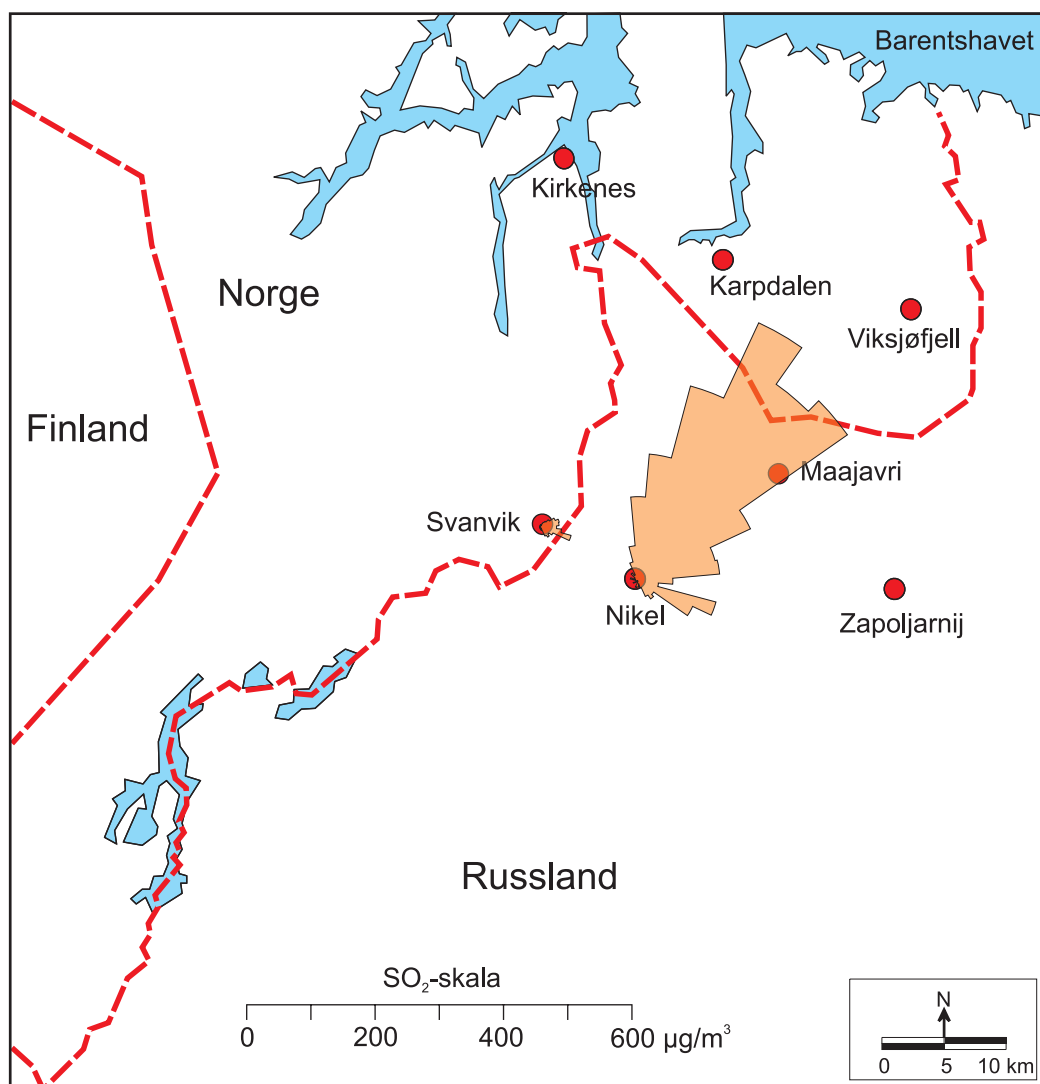 Barentshavet
Kirkenes
Karpdalen
Norge
Viksjøfjell
Finland
Maajavri
Svanvik
Nikel
Zapoljarnij
Russland
SO₂-skala
0 200 400 600 µg/m³
N
0 5 10 km